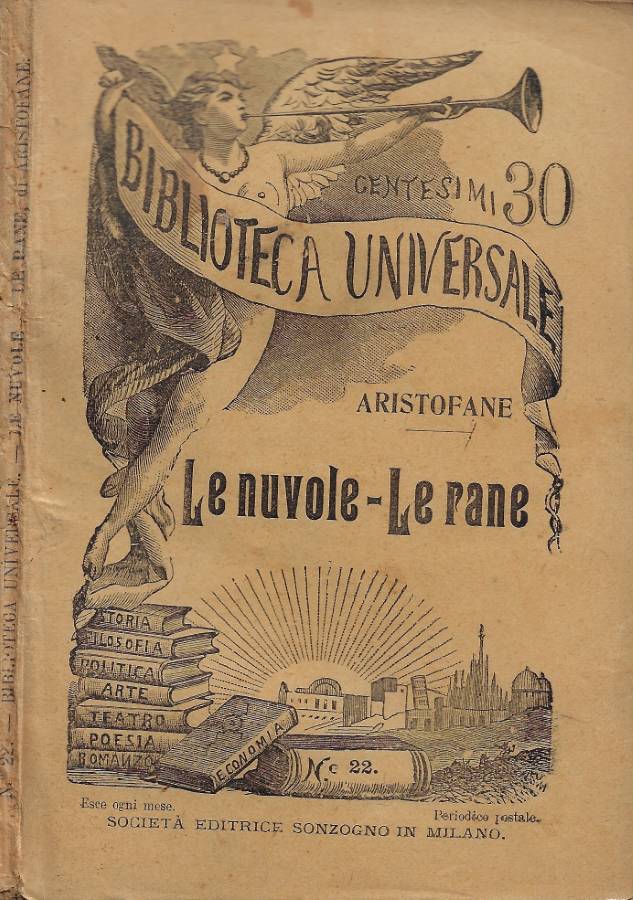 CENTESIMI 30
BIBLIOTECA UNIVERSALE
ARISTOFANE
Le nuvole - Le rane
STORIA
FILOSOFIA
POLITICA
ARTE
TEATRO
POESIA
ROMANZO
ECONOMIA
N.º 22.
Esce ogni mese.
Periodico postale.
SOCIETÀ EDITRICE SONZOGNO IN MILANO.
N. 22. — BIBLIOTECA UNIVERSALE. — LE NUVOLE — LE RANE, di ARISTOFANE.